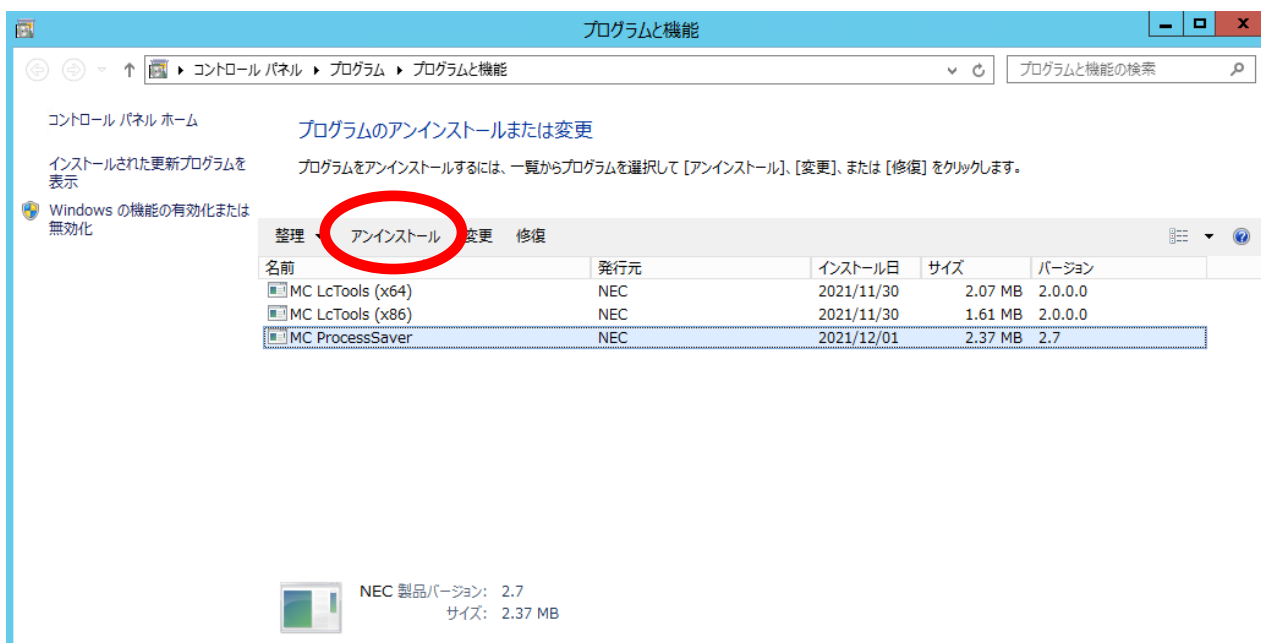 プログラムと機能
コントロール パネル プログラム プログラムと機能
プログラムと機能の検索
コントロール パネル ホーム
インストールされた更新プログラムを
表示
Windows の機能の有効化または
無効化
プログラムのアンインストールまたは変更
プログラムをアンインストールするには、一覧からプログラムを選択して [アンインストール]、[変更]、または [修復] をクリックします。
整理 アンインストール 変更 修復
名前 発行元 インストール日 サイズ バージョン
MC LcTools (x64) NEC 2021/11/30 2.07 MB 2.0.0.0
MC LcTools (x86) NEC 2021/11/30 1.61 MB 2.0.0.0
MC ProcessSaver NEC 2021/12/01 2.37 MB 2.7
NEC 製品バージョン: 2.7
サイズ: 2.37 MB